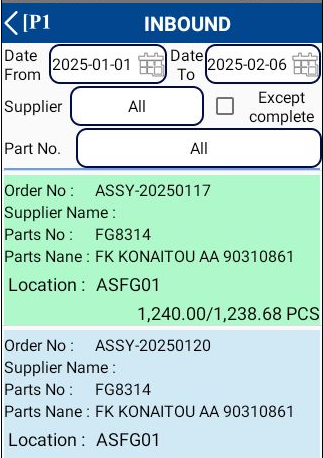 [P1 INBOUND
Date From 2025-01-01 Date To 2025-02-06
Supplier All Except complete
Part No. All
Order No : ASSY-20250117
Supplier Name :
Parts No : FG8314
Parts Nane : FK KONAITOU AA 90310861
Location : ASFG01
1,240.00/1,238.68 PCS
Order No : ASSY-20250120
Supplier Name :
Parts No : FG8314
Parts Nane : FK KONAITOU AA 90310861
Location : ASFG01